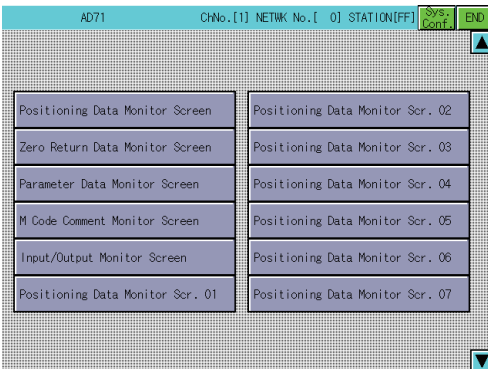 AD71 ChNo.[1] NETWK No.[ 0] STATION[FF] Sys. Conf. END
Positioning Data Monitor Screen
Zero Return Data Monitor Screen
Parameter Data Monitor Screen
M Code Comment Monitor Screen
Input/Output Monitor Screen
Positioning Data Monitor Scr. 01
Positioning Data Monitor Scr. 02
Positioning Data Monitor Scr. 03
Positioning Data Monitor Scr. 04
Positioning Data Monitor Scr. 05
Positioning Data Monitor Scr. 06
Positioning Data Monitor Scr. 07